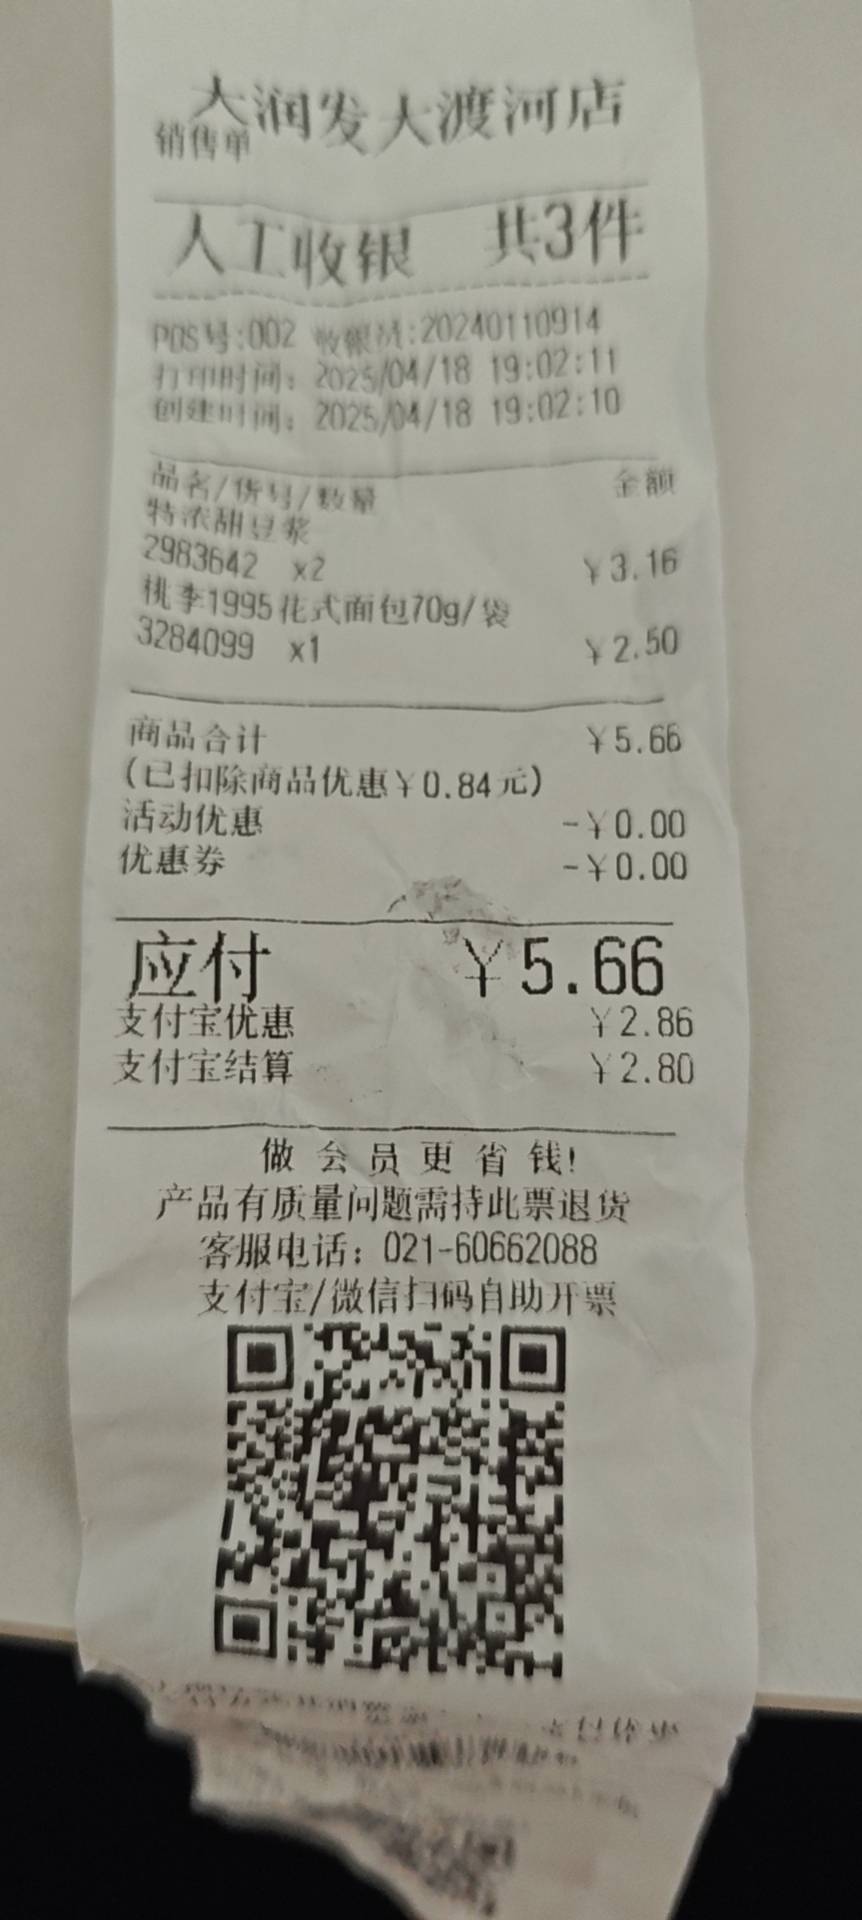 大润发大渡河店
销售单
人工收银 共3件
POS号:002 收银员:20240110914
打印时间: 2025/04/18 19:02:11
创建时间: 2025/04/18 19:02:10
品名/货号/数量 金额
特浓甜豆浆
2983642 x2 ￥3.16
桃李1995花式面包70g/袋
3284099 x1 ￥2.50
商品合计 ￥5.66
(已扣除商品优惠￥0.84元)
活动优惠 -￥0.00
优惠券 -￥0.00
应付 ￥5.66
支付宝优惠 ￥2.86
支付宝结算 ￥2.80
做会员更省钱!
产品有质量问题需持此票退货
客服电话: 021-60662088
支付宝/微信扫码自助开票